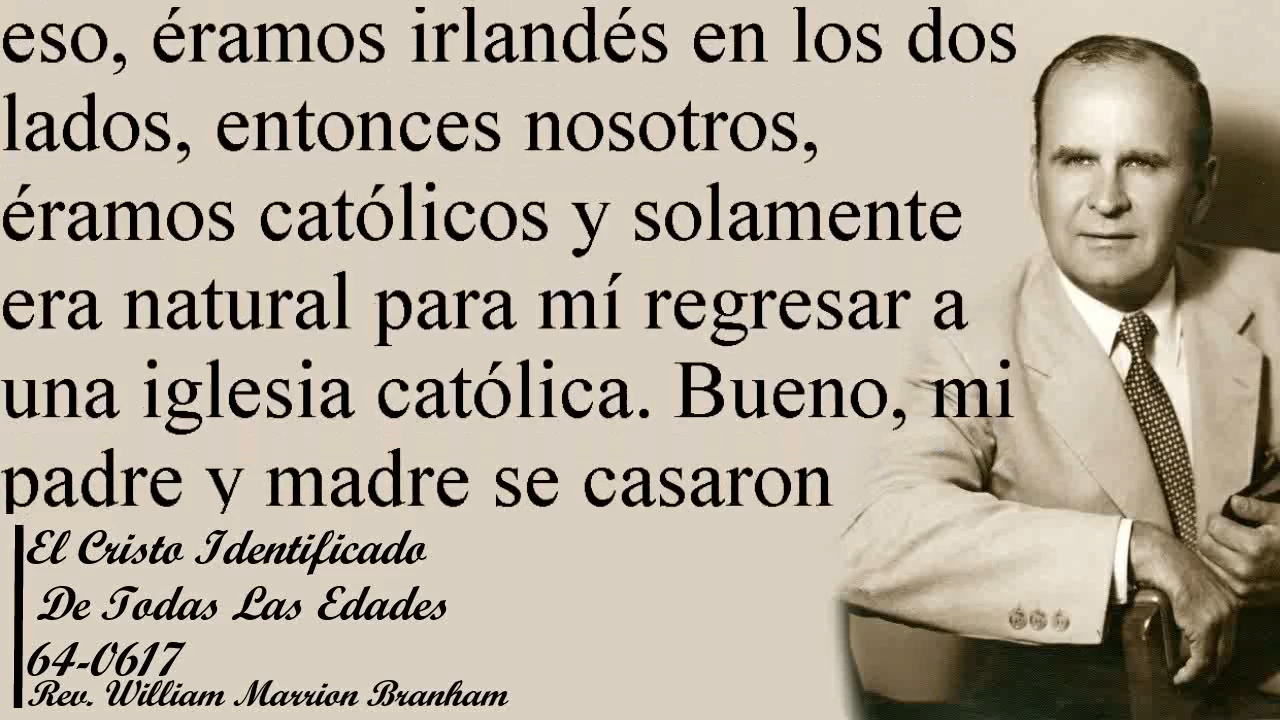 eso, éramos irlandés en los dos
lados, entonces nosotros,
éramos católicos y solamente
era natural para mí regresar a
una iglesia católica. Bueno, mi
padre y madre se casaron
El Cristo Identificado
De Todas Las Edades
64-0617
Rev. William Marrion Branham